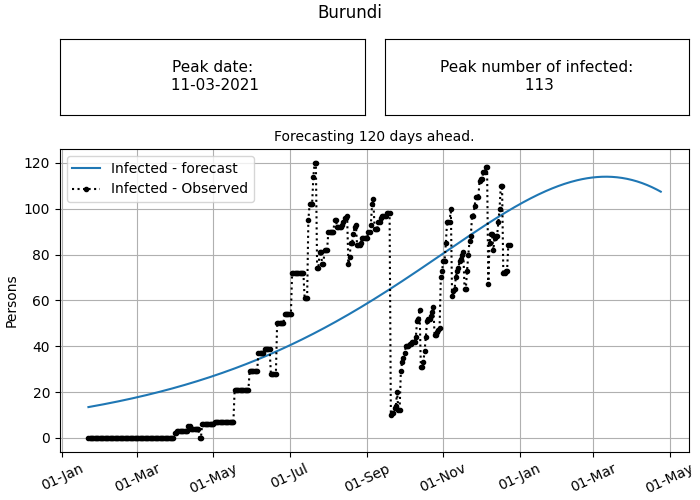 Burundi
Peak date:
11-03-2021
Peak number of infected:
113
Forecasting 120 days ahead.
Infected - forecast
Infected - Observed
Persons
120
100
80
60
40
20
0
01-Jan
01-Mar
01-May
01-Jul
01-Sep
01-Nov
01-Jan
01-Mar
01-May